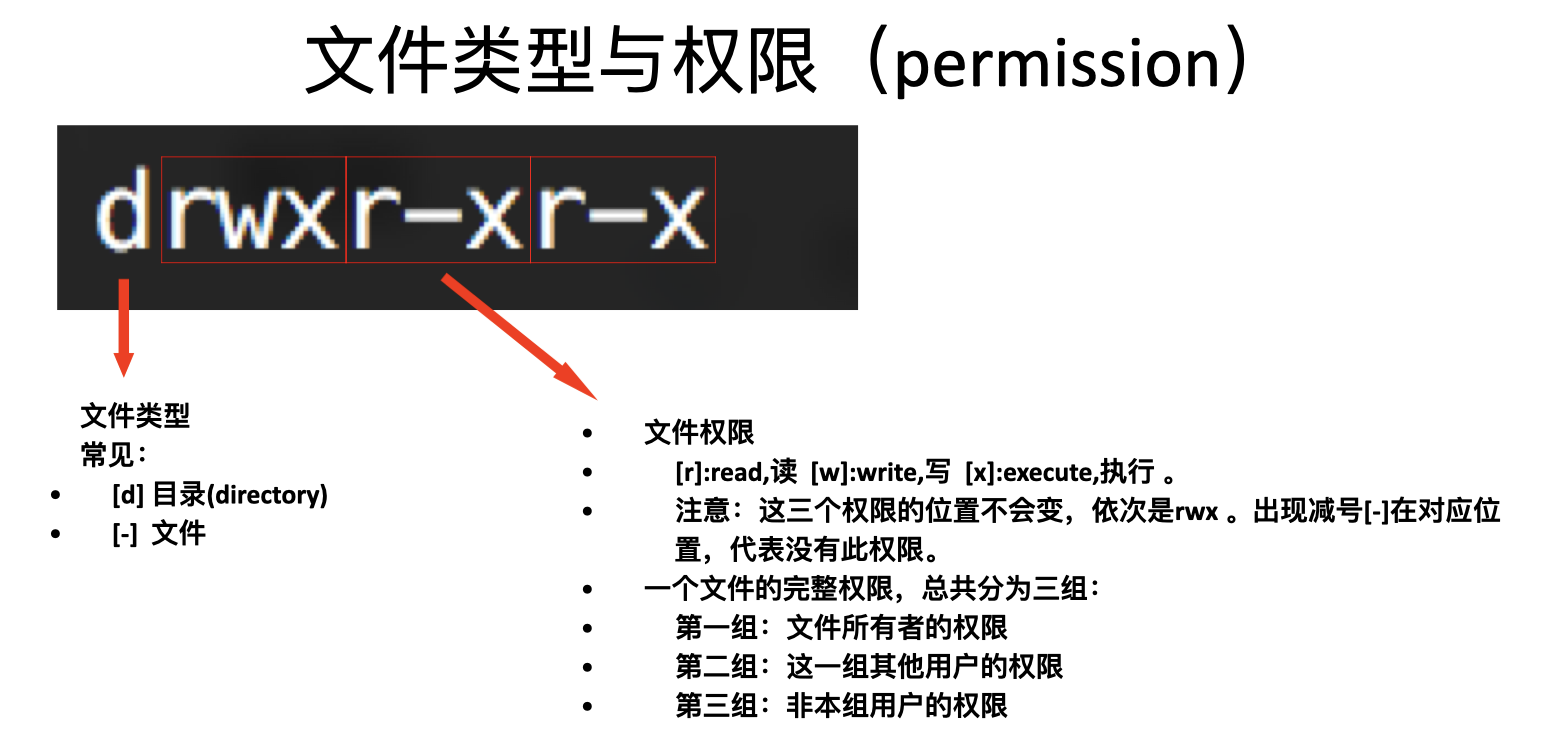 文件类型与权限（permission）
drwxr-xr-x
文件类型
常见：
• [d] 目录(directory)
• [-] 文件
• 文件权限
• [r]:read,读 [w]:write,写 [x]:execute,执行 。
• 注意：这三个权限的位置不会变，依次是rwx 。出现减号[-]在对应位
置，代表没有此权限。
• 一个文件的完整权限，总共分为三组：
• 第一组：文件所有者的权限
• 第二组：这一组其他用户的权限
• 第三组：非本组用户的权限